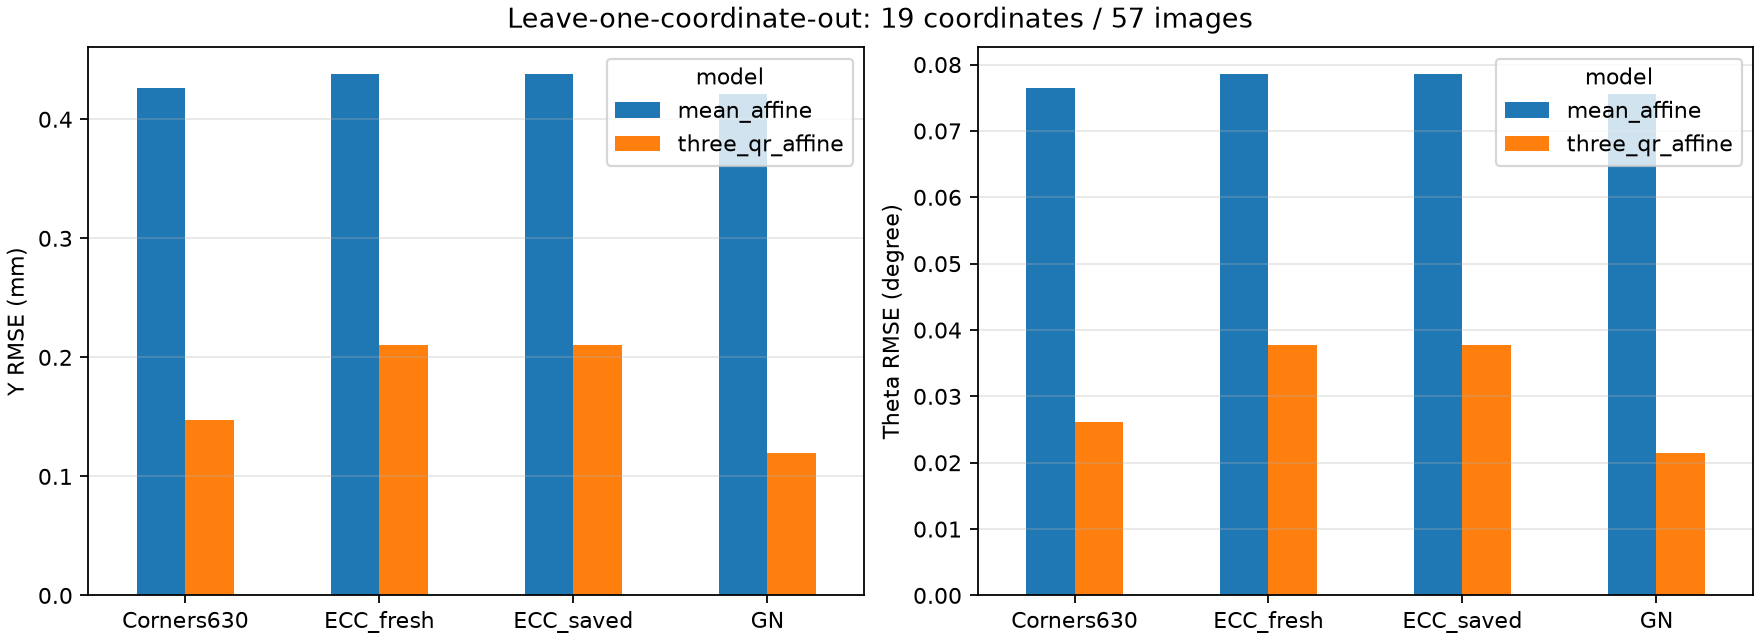 Leave-one-coordinate-out: 19 coordinates / 57 images
Y RMSE (mm)
0.4
0.3
0.2
0.1
0.0
model
mean_affine
three_qr_affine
Corners630
ECC_fresh
ECC_saved
GN
Theta RMSE (degree)
0.08
0.07
0.06
0.05
0.04
0.03
0.02
0.01
0.00
model
mean_affine
three_qr_affine
Corners630
ECC_fresh
ECC_saved
GN